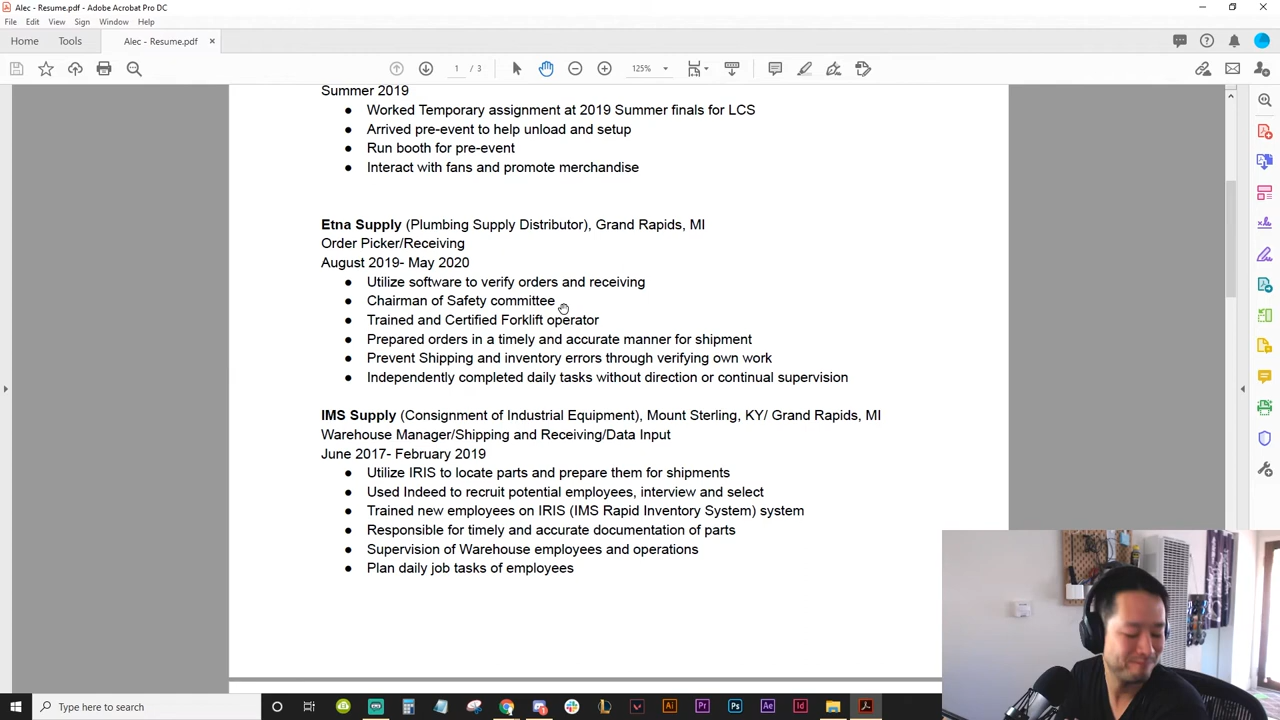 Alec - Resume.pdf - Adobe Acrobat Pro DC
File Edit View Sign Window Help
Home Tools Alec - Resume.pdf ×
1 / 3 125%
Summer 2019
● Worked Temporary assignment at 2019 Summer finals for LCS
● Arrived pre-event to help unload and setup
● Run booth for pre-event
● Interact with fans and promote merchandise
Etna Supply (Plumbing Supply Distributor), Grand Rapids, MI
Order Picker/Receiving
August 2019- May 2020
● Utilize software to verify orders and receiving
● Chairman of Safety committee
● Trained and Certified Forklift operator
● Prepared orders in a timely and accurate manner for shipment
● Prevent Shipping and inventory errors through verifying own work
● Independently completed daily tasks without direction or continual supervision
IMS Supply (Consignment of Industrial Equipment), Mount Sterling, KY/ Grand Rapids, MI
Warehouse Manager/Shipping and Receiving/Data Input
June 2017- February 2019
● Utilize IRIS to locate parts and prepare them for shipments
● Used Indeed to recruit potential employees, interview and select
● Trained new employees on IRIS (IMS Rapid Inventory System) system
● Responsible for timely and accurate documentation of parts
● Supervision of Warehouse employees and operations
● Plan daily job tasks of employees
Type here to search
Ai Pr Ps Ae Id